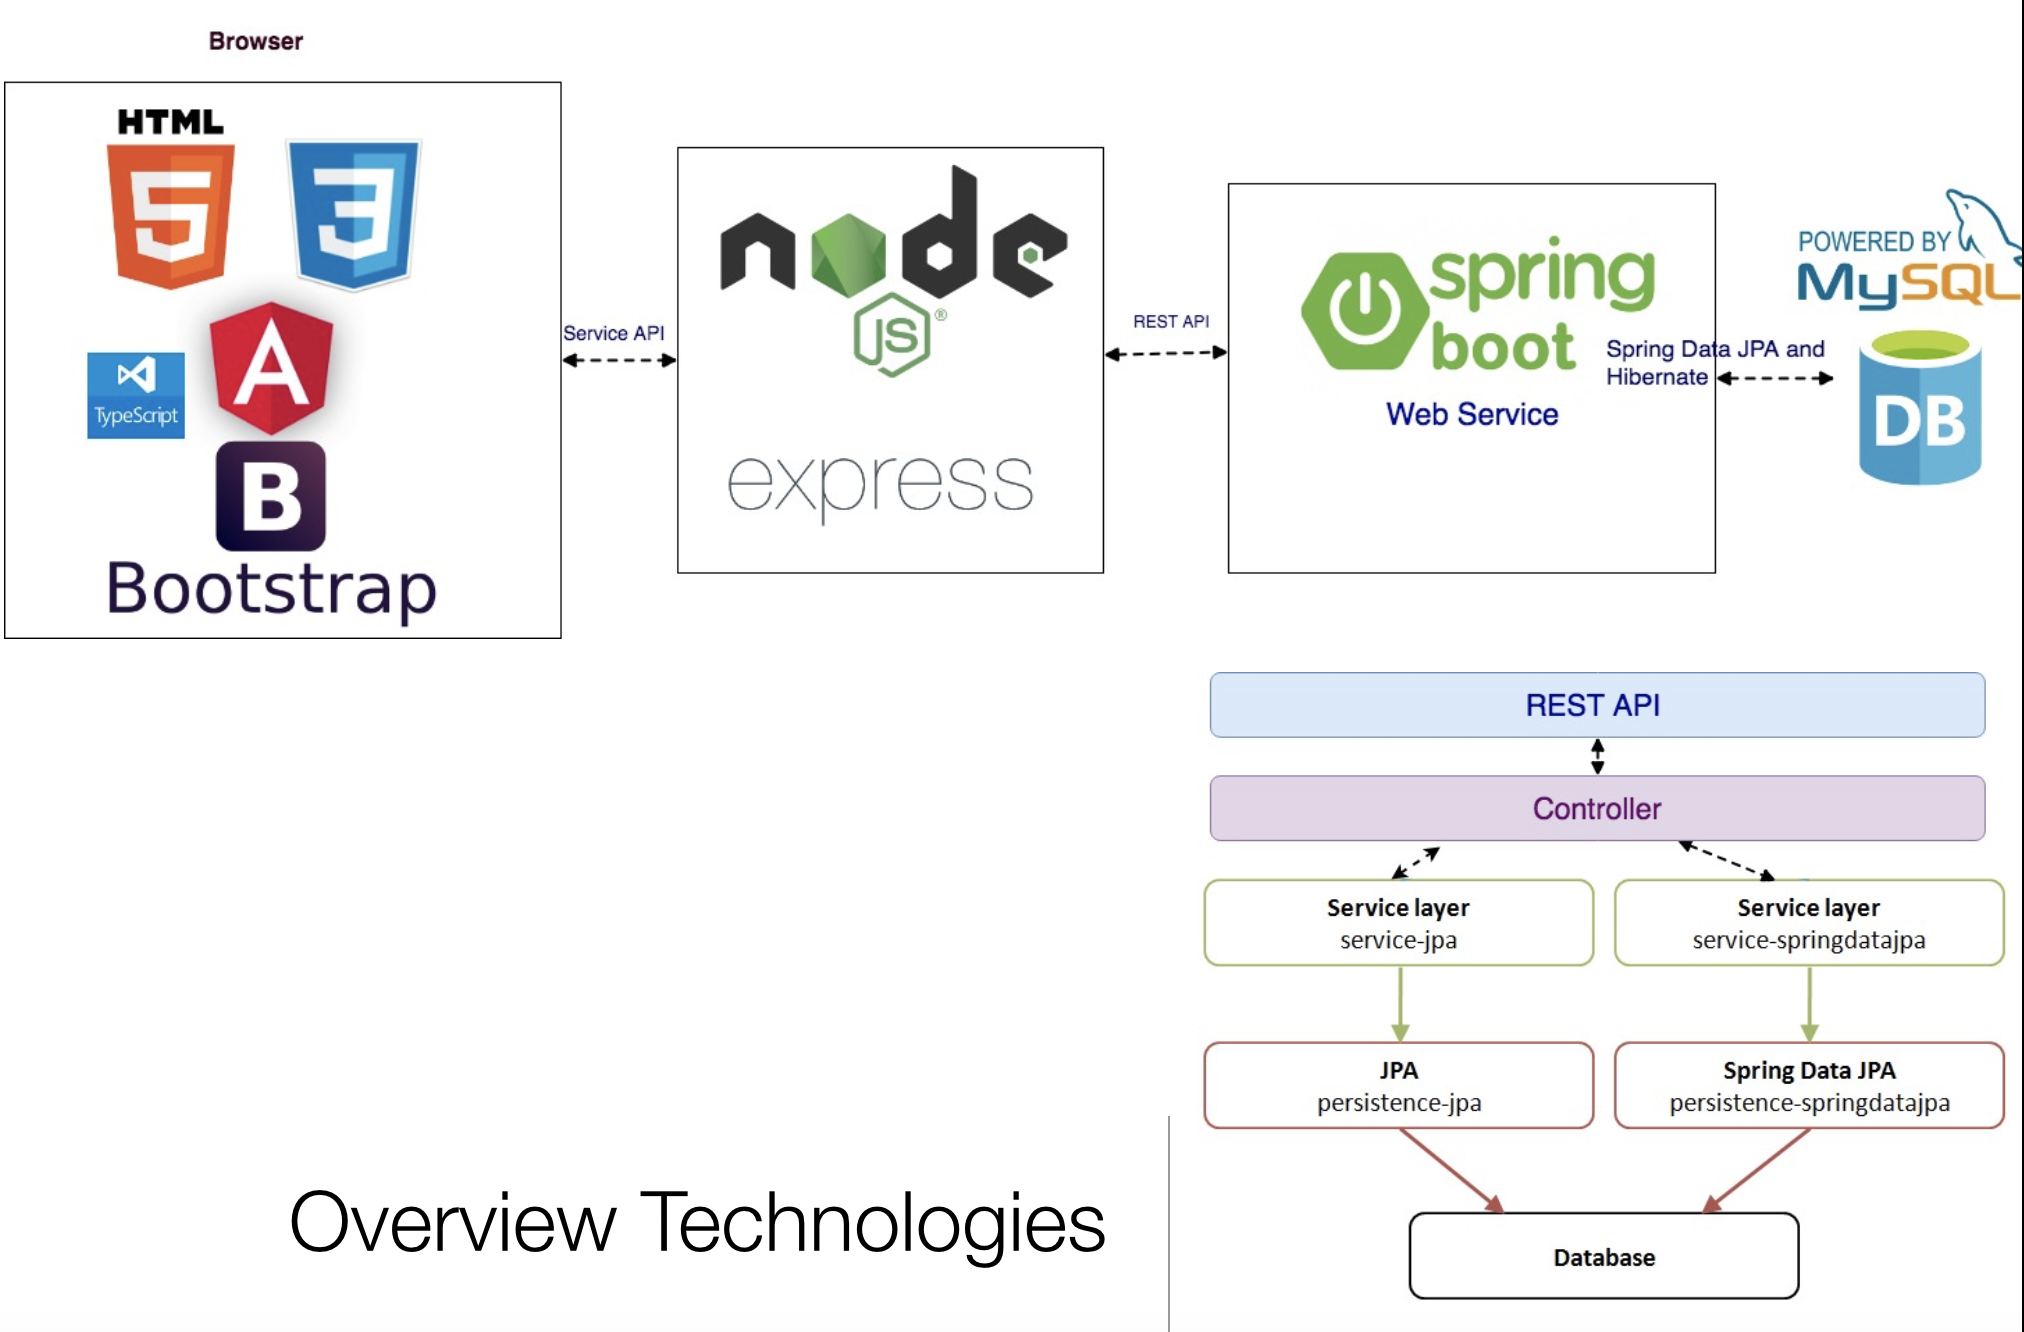 Browser
HTML
5
3
TypeScript
A
B
Bootstrap
Service API
node
JS®
express
REST API
spring
boot
Web Service
Spring Data JPA and
Hibernate
POWERED BY
MySQL
DB
REST API
Controller
Service layer
service-jpa
Service layer
service-springdatajpa
JPA
persistence-jpa
Spring Data JPA
persistence-springdatajpa
Database
Overview Technologies